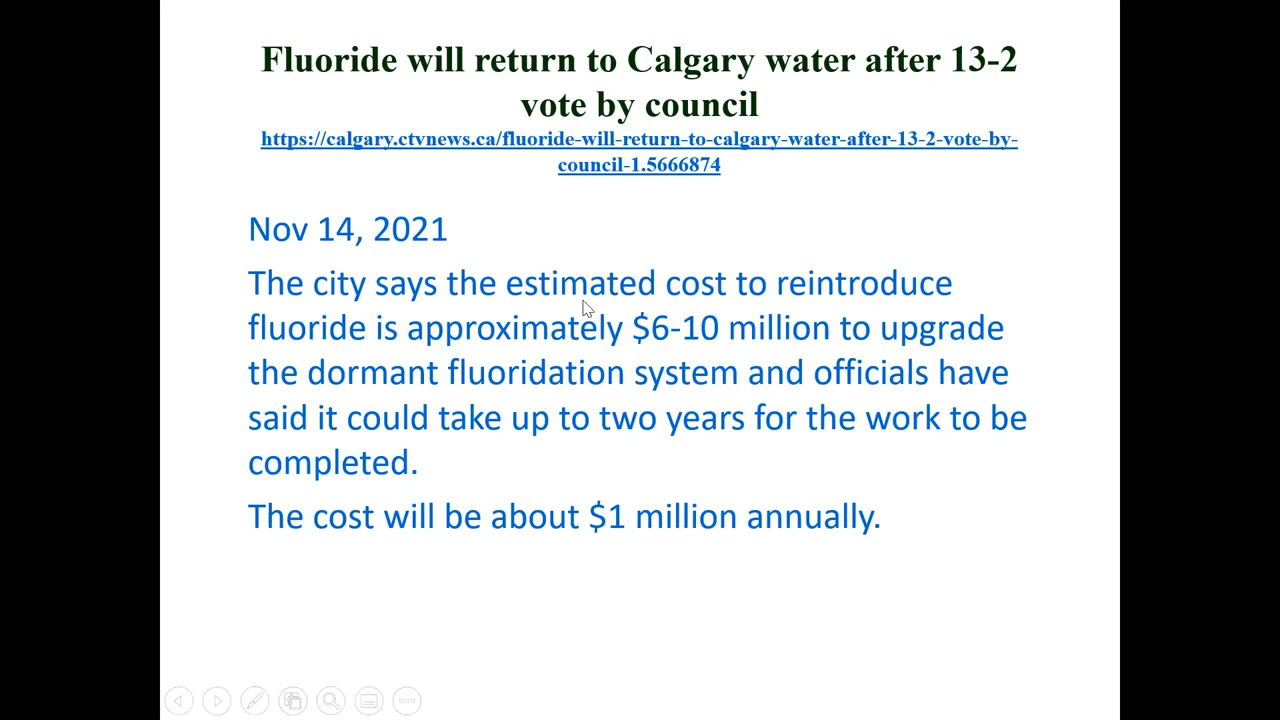 Fluoride will return to Calgary water after 13-2
vote by council
https://calgary.ctvnews.ca/fluoride-will-return-to-calgary-water-after-13-2-vote-by-
council-1.5666874
Nov 14, 2021
The city says the estimated cost to reintroduce
fluoride is approximately $6-10 million to upgrade
the dormant fluoridation system and officials have
said it could take up to two years for the work to be
completed.
The cost will be about $1 million annually.